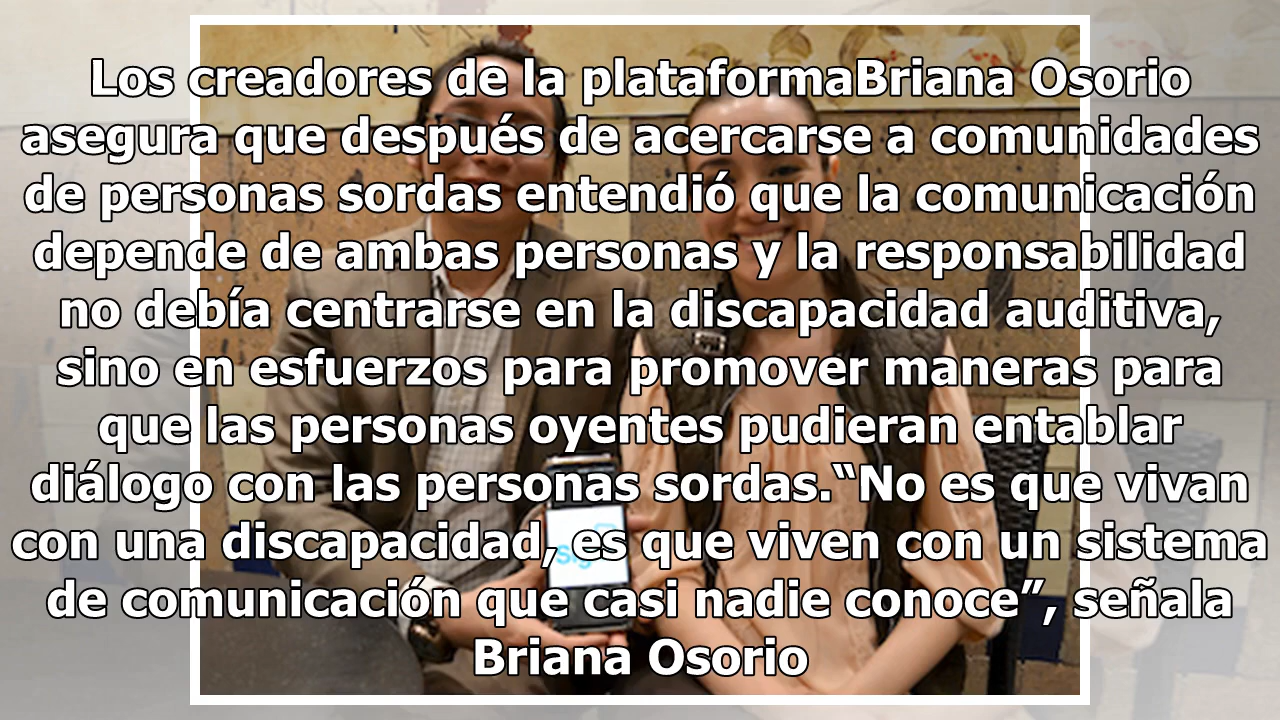 Los creadores de la plataformaBriana Osorio
asegura que después de acercarse a comunidades
de personas sordas entendió que la comunicación
depende de ambas personas y la responsabilidad
no debía centrarse en la discapacidad auditiva,
sino en esfuerzos para promover maneras para
que las personas oyentes pudieran entablar
diálogo con las personas sordas.“No es que vivan
con una discapacidad, es que viven con un sistema
de comunicación que casi nadie conoce”, señala
Briana Osorio